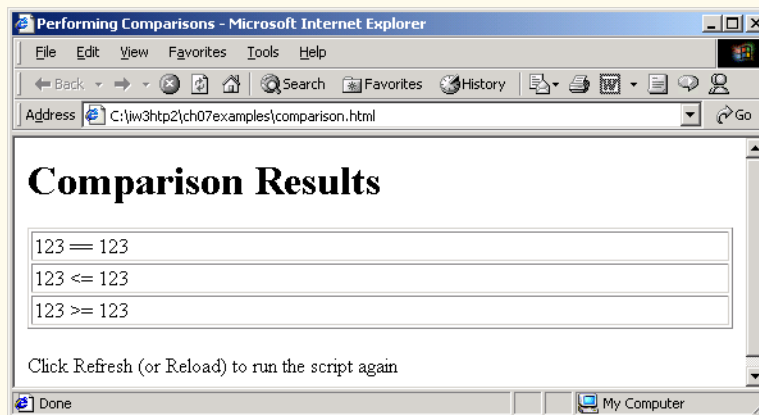 Performing Comparisons - Microsoft Internet Explorer
File Edit View Favorites Tools Help
Back Search Favorites History
Address C:\iw3htp2\ch07examples\comparison.html Go
Comparison Results
123 == 123
123 <= 123
123 >= 123
Click Refresh (or Reload) to run the script again
Done My Computer